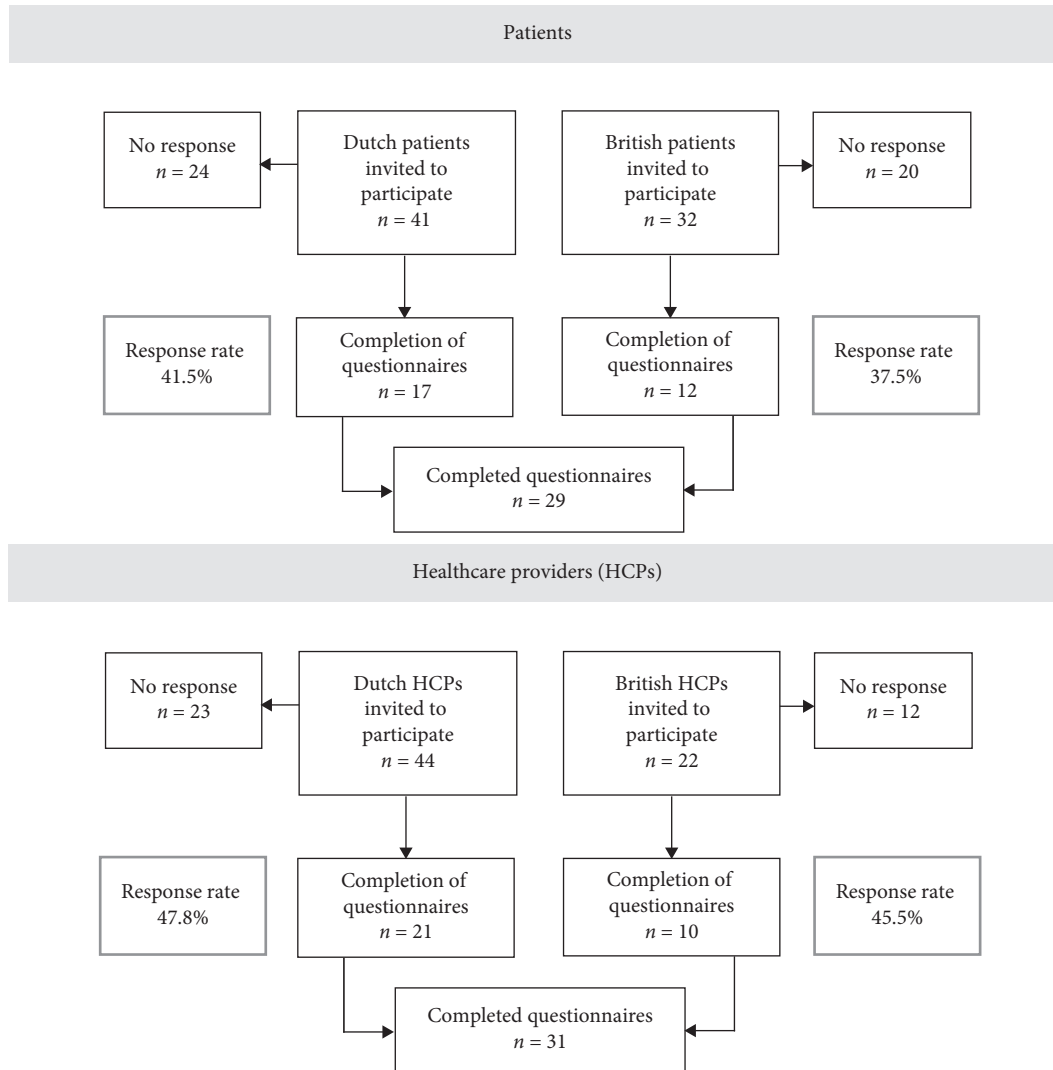 Patients
No response
n = 24
Dutch patients
invited to
participate
n = 41
British patients
invited to
participate
n = 32
No response
n = 20
Response rate
41.5%
Completion of
questionnaires
n = 17
Completion of
questionnaires
n = 12
Response rate
37.5%
Completed questionnaires
n = 29
Healthcare providers (HCPs)
No response
n = 23
Dutch HCPs
invited to
participate
n = 44
British HCPs
invited to
participate
n = 22
No response
n = 12
Response rate
47.8%
Completion of
questionnaires
n = 21
Completion of
questionnaires
n = 10
Response rate
45.5%
Completed questionnaires
n = 31